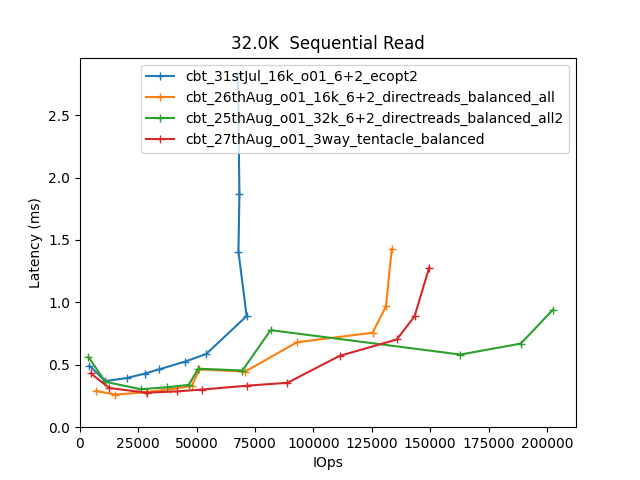 32.0K  Sequential Read
cbt_31stJul_16k_o01_6+2_ecopt2
cbt_26thAug_o01_16k_6+2_directreads_balanced_all
cbt_25thAug_o01_32k_6+2_directreads_balanced_all2
cbt_27thAug_o01_3way_tentacle_balanced
Latency (ms)
2.5
2.0
1.5
1.0
0.5
0.0
0 25000 50000 75000 100000 125000 150000 175000 200000
IOps